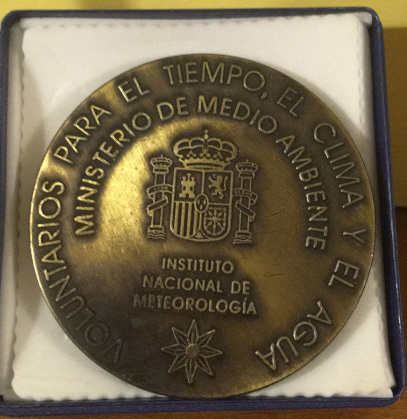 VOLUNTARIOS PARA EL TIEMPO, EL CLIMA Y EL AGUA
MINISTERIO DE MEDIO AMBIENTE
INSTITUTO
NACIONAL DE
METEOROLOGÍA